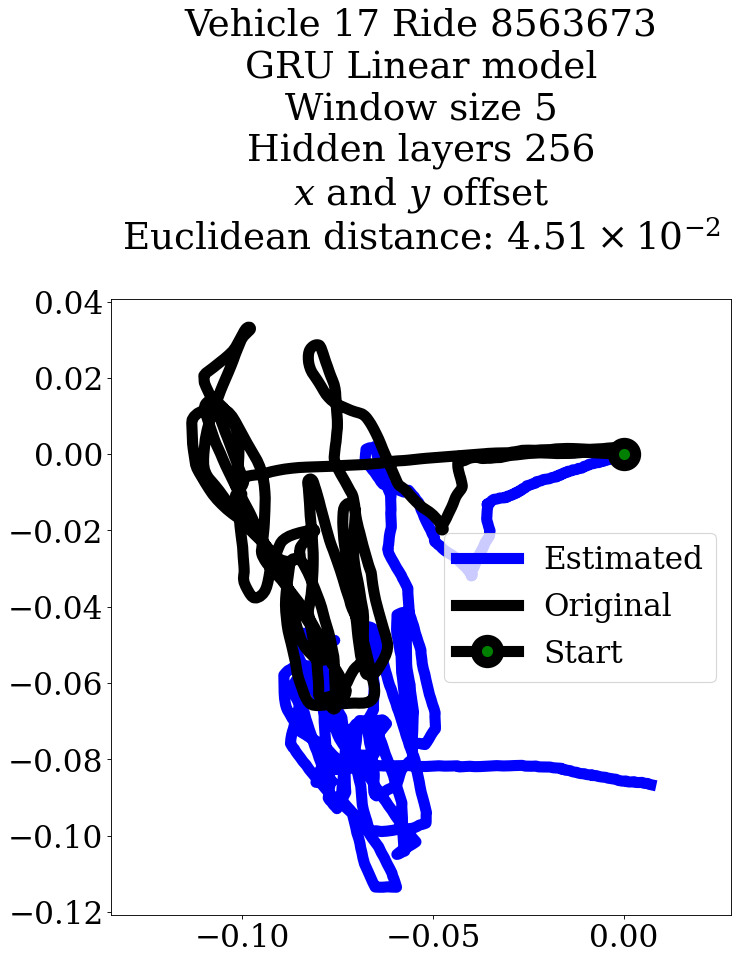 Vehicle 17 Ride 8563673
GRU Linear model
Window size 5
Hidden layers 256
x and y offset
Euclidean distance: 4.51 × 10⁻²
0.04
0.02
0.00
−0.02
−0.04
−0.06
−0.08
−0.10
−0.12
Estimated
Original
Start
−0.10 −0.05 0.00